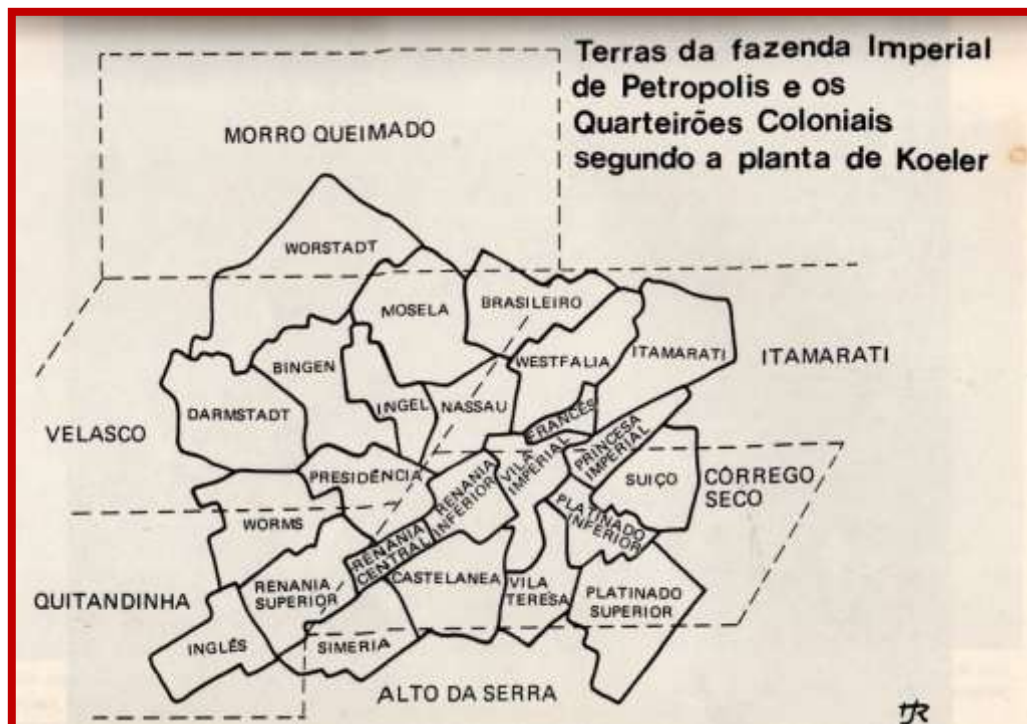 Terras da fazenda Imperial
de Petropolis e os
Quarteirões Coloniais
segundo a planta de Koeler
MORRO QUEIMADO
WORSTADT
MOSELA
BRASILEIRO
ITAMARATI
ITAMARATI
WESTFALIA
BINGEN
INGEL
NASSAU
DARMSTADT
VELASCO
FRANCÊS
PRINCESA
IMPERIAL
VILA
IMPERIAL
PRESIDÊNCIA
RENANIA
INFERIOR
SUIÇO
CÓRREGO
SECO
PLATINADO
INFERIOR
WORMS
RENANIA
CENTRAL
CASTELANEA
VILA
TERESA
PLATINADO
SUPERIOR
RENANIA
SUPERIOR
QUITANDINHA
INGLÊS
SIMERIA
ALTO DA SERRA